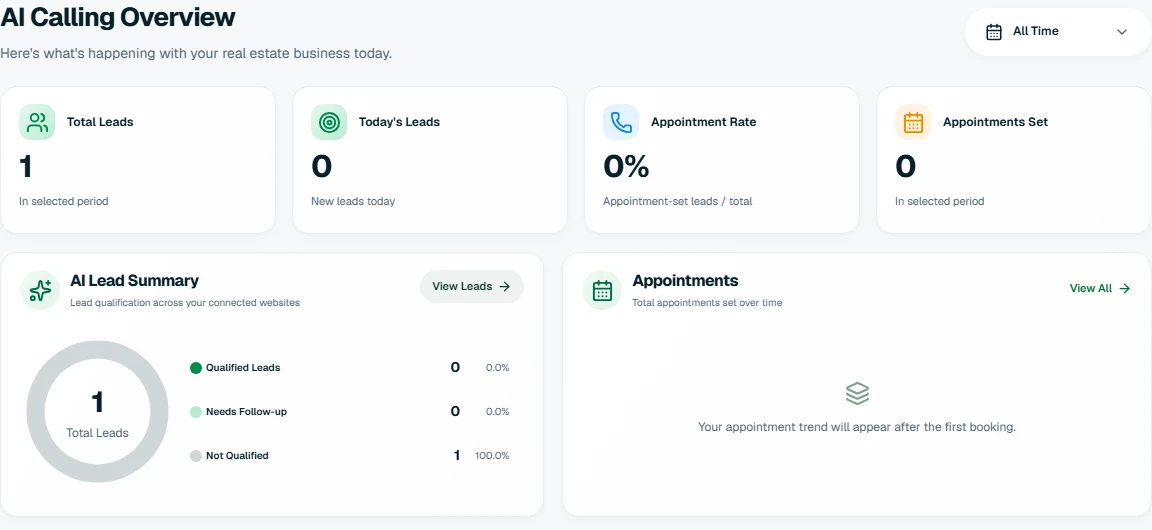 AI Calling Overview
Here's what's happening with your real estate business today.
All Time
Total Leads
1
In selected period
Today's Leads
0
New leads today
Appointment Rate
0%
Appointment-set leads / total
Appointments Set
0
In selected period
AI Lead Summary
Lead qualification across your connected websites
View Leads
1
Total Leads
Qualified Leads 0 0.0%
Needs Follow-up 0 0.0%
Not Qualified 1 100.0%
Appointments
Total appointments set over time
View All
Your appointment trend will appear after the first booking.